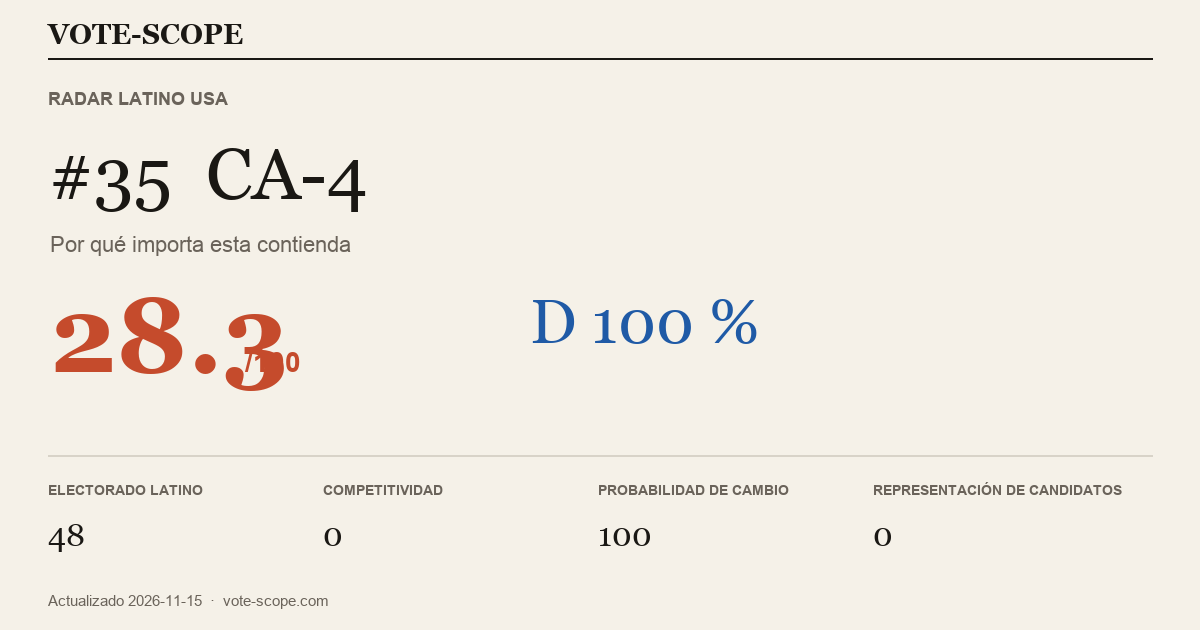 VOTE-SCOPE
RADAR LATINO USA
#35 CA-4
Por qué importa esta contienda
28.3 /100
D 100 %
ELECTORADO LATINO
48
COMPETITIVIDAD
0
PROBABILIDAD DE CAMBIO
100
REPRESENTACIÓN DE CANDIDATOS
0
Actualizado 2026-11-15 · vote-scope.com